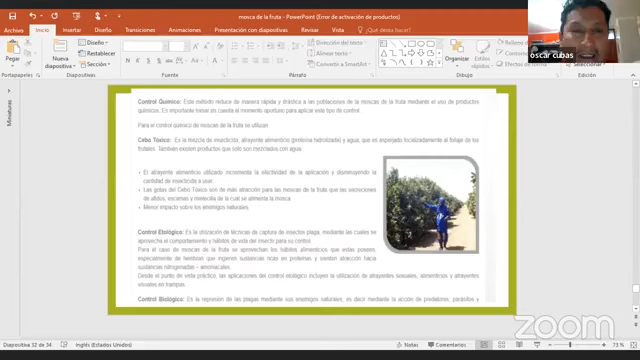 mosca de la fruta - PowerPoint (Error de activación de productos)
Archivo Inicio Insertar Diseño Transiciones Animaciones Presentación con diapositivas Revisar Vista ¿Qué desea hacer?
oscar cubas
Pegar
Nueva diapositiva
Diseño
Restablecer
Sección
Dirección del texto
Alinear texto
Convertir a SmartArt
Organizar
Estilos rápidos
Relleno
Contorno
Efectos
Seleccionar
Portapapeles
Diapositivas
Fuente
Párrafo
Dibujo
Miniaturas
Control Químico: Este método reduce de manera rápida y drástica a las poblaciones de la moscas de la fruta mediante el uso de productos
químicos. Es importante tomar en cuenta el momento oportuno para aplicar este tipo de control.
Para el control químico de moscas de la fruta se utilizan
Cebo Tóxico: Es la mezcla de insecticida, atrayente alimenticio (proteína hidrolizada) y agua, que es asperjado focalizadamente al follaje de los
frutales. También existen productos que solo son mezclados con agua.
El atrayente alimenticio utilizado incrementa la efectividad de la aplicación y disminuyendo la
cantidad de insecticida a usar.
Las gotas del Cebo Tóxico son de más atracción para las moscas de la fruta que las secreciones
de áfidos, escamas y melecilla de la cual se alimenta la mosca
Menor impacto sobre los enemigos naturales.
Control Etológico: Es la utilización de técnicas de captura de insectos plaga, mediante las cuales se
aprovecha el comportamiento y hábitos de vida del insecto para su control.
Para el caso de moscas de la fruta se aprovechan los hábitos alimenticios que estas poseen,
especialmente de hembras que ingieren sustancias ricas en proteínas y sienten atracción hacia
sustancias nitrogenadas - amoniacales.
Desde el punto de vista práctico, las aplicaciones del control etológico incluyen la utilización de atrayentes sexuales, alimenticios y atrayentes
visuales en trampas.
Control Biológico: Es la represión de las plagas mediante sus enemigos naturales, es decir mediante la acción de predatores, parásitos y
zoom
Diapositiva 32 de 34 Inglés (Estados Unidos) Notas Comentarios 73 %